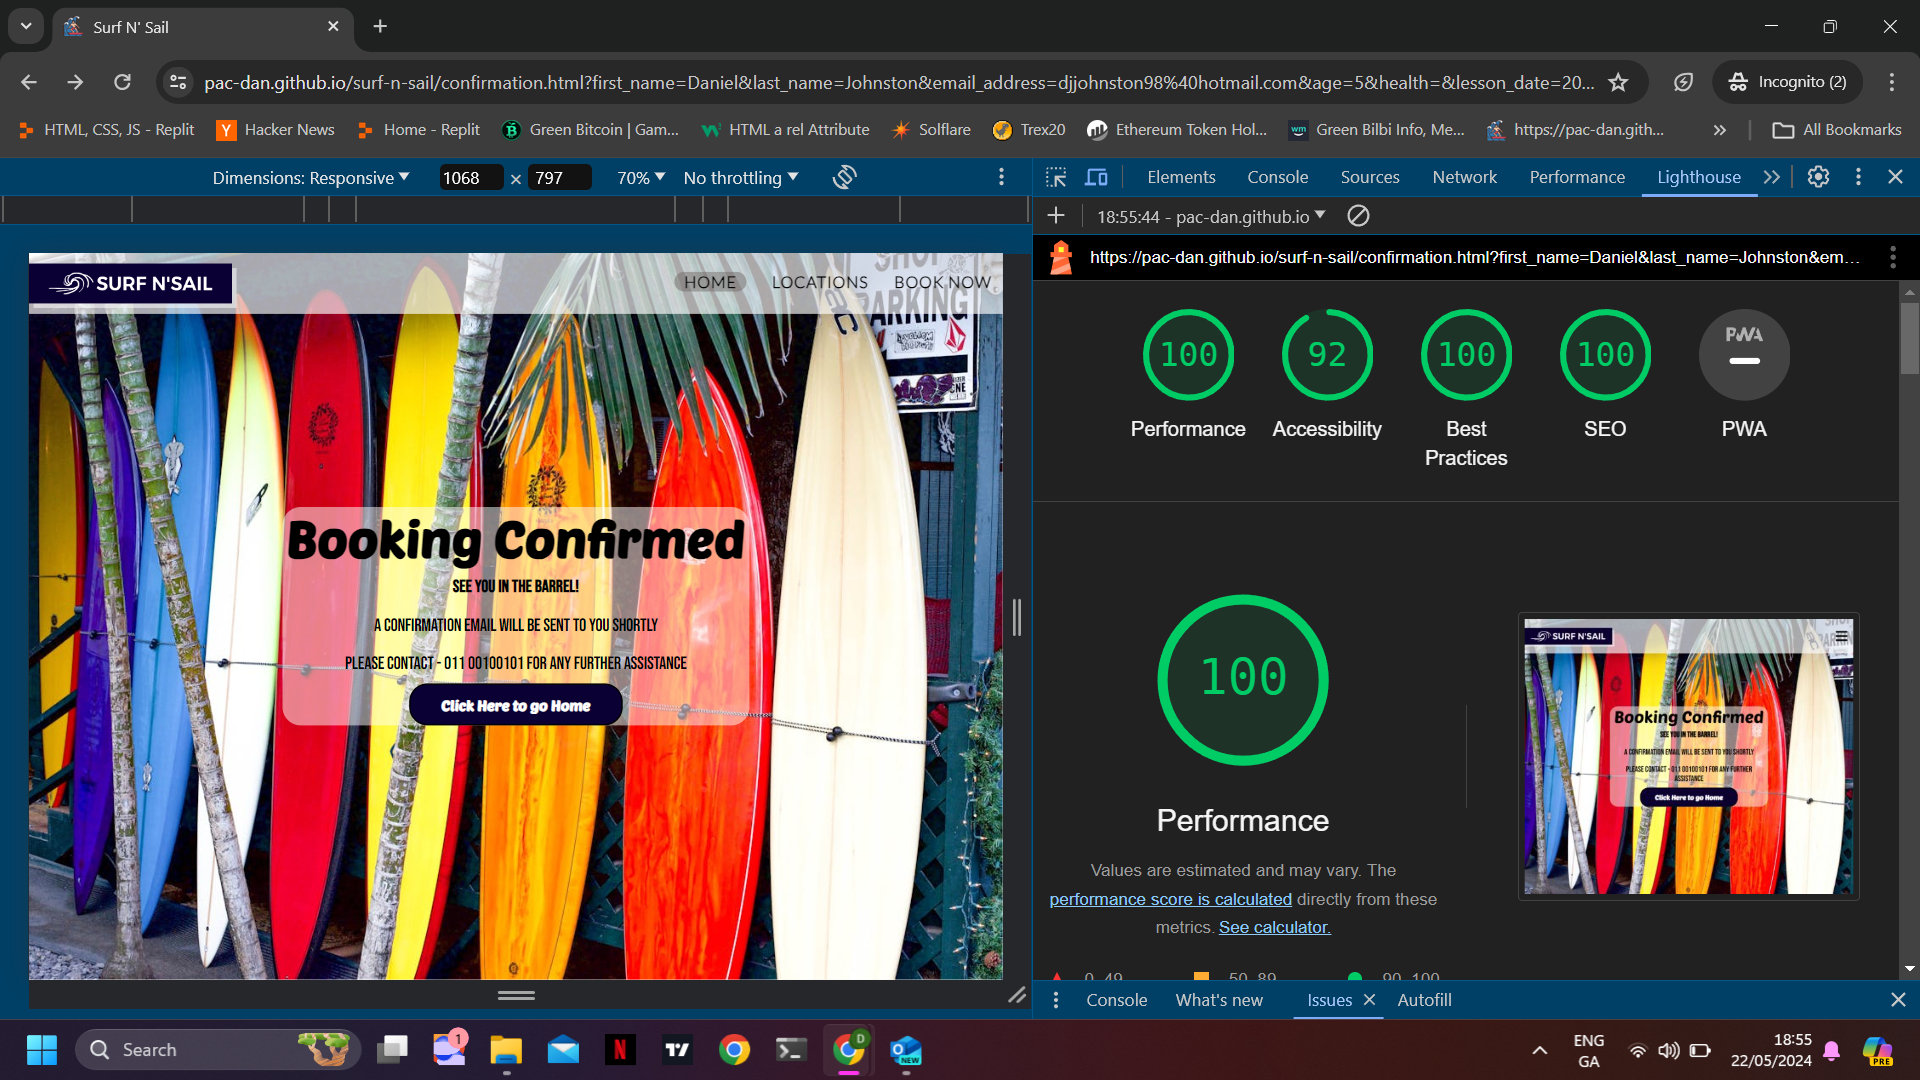 Surf N' Sail
pac-dan.github.io/surf-n-sail/confirmation.html?first_name=Daniel&last_name=Johnston&email_address=djjohnston98%40hotmail.com&age=5&health=&lesson_date=20...
Incognito (2)
HTML, CSS, JS - Replit
Hacker News
Home - Replit
Green Bitcoin | Gam...
HTML a rel Attribute
Solflare
Trex20
Ethereum Token Hol...
Green Bilbi Info, Me...
https://pac-dan.gith...
All Bookmarks
Dimensions: Responsive
1068 × 797
70%
No throttling
Elements
Console
Sources
Network
Performance
Lighthouse
18:55:44 - pac-dan.github.io
https://pac-dan.github.io/surf-n-sail/confirmation.html?first_name=Daniel&last_name=Johnston&em...
SURF N'SAIL
HOME
LOCATIONS
BOOK NOW
PARKING
Booking Confirmed
SEE YOU IN THE BARREL!
A CONFIRMATION EMAIL WILL BE SENT TO YOU SHORTLY
PLEASE CONTACT - 011 00100101 FOR ANY FURTHER ASSISTANCE
Click Here to go Home
100
92
100
100
PWA
Performance
Accessibility
Best
Practices
SEO
PWA
100
Performance
Values are estimated and may vary. The
performance score is calculated directly from these
metrics. See calculator.
0–49
50–89
90–100
SURF N'SAIL
Booking Confirmed
SEE YOU IN THE BARREL!
A CONFIRMATION EMAIL WILL BE SENT TO YOU SHORTLY
PLEASE CONTACT - 011 00100101 FOR ANY FURTHER
ASSISTANCE
Click Here to go Home
Console
What's new
Issues
Autofill
Search
1
D
NEW
ENG
GA
18:55
22/05/2024
PRE